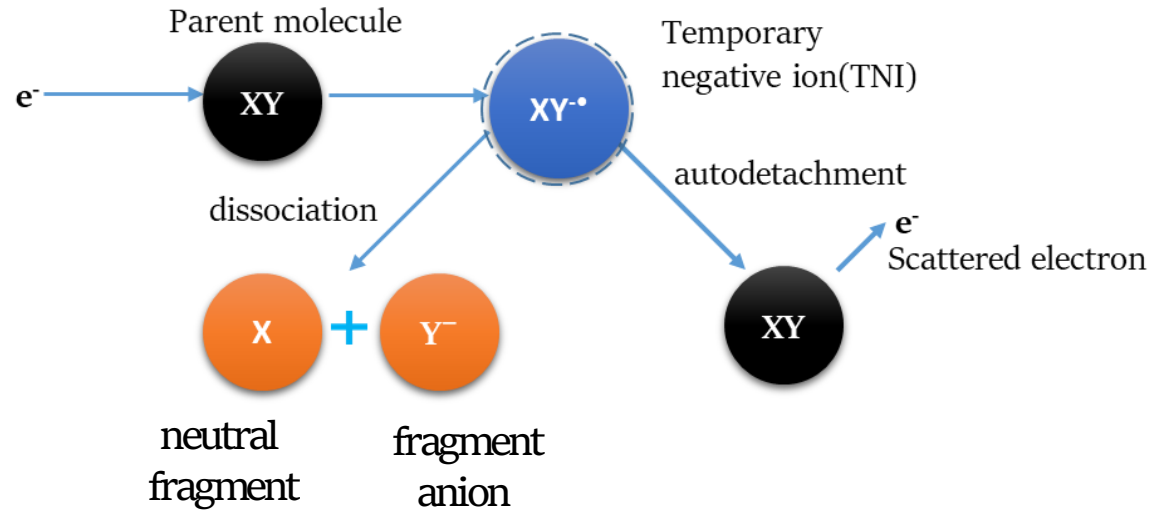 Parent molecule
e⁻
XY
XY⁻•
Temporary
negative ion(TNI)
dissociation
autodetachment
e⁻
Scattered electron
X
+
Y⁻
XY
neutral
fragment
fragment
anion